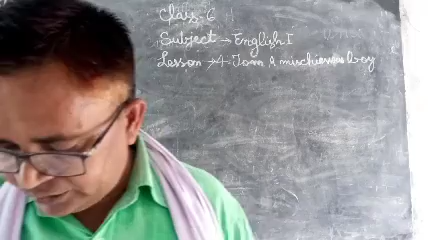 Class-6
Subject → English I
Lesson → 4. Tom A mischievous boy